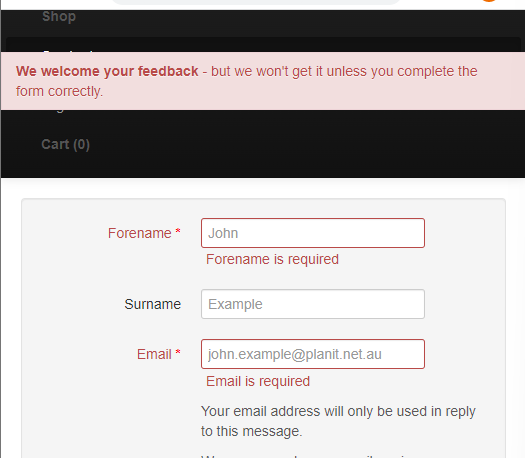 Shop
We welcome your feedback - but we won't get it unless you complete the
form correctly.
Cart (0)
Forename *
John
Forename is required
Surname
Example
Email *
john.example@planit.net.au
Email is required
Your email address will only be used in reply
to this message.